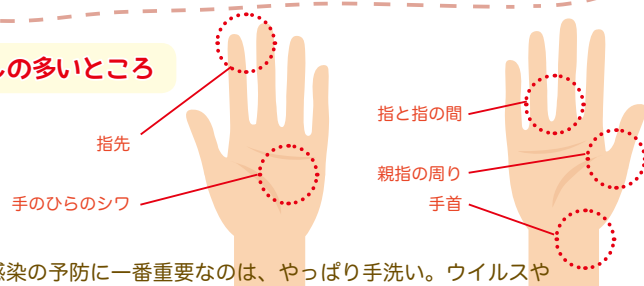 しの多いところ
指先
手のひらのシワ
指と指の間
親指の周り
手首
感染の予防に一番重要なのは、やっぱり手洗い。ウイルスや